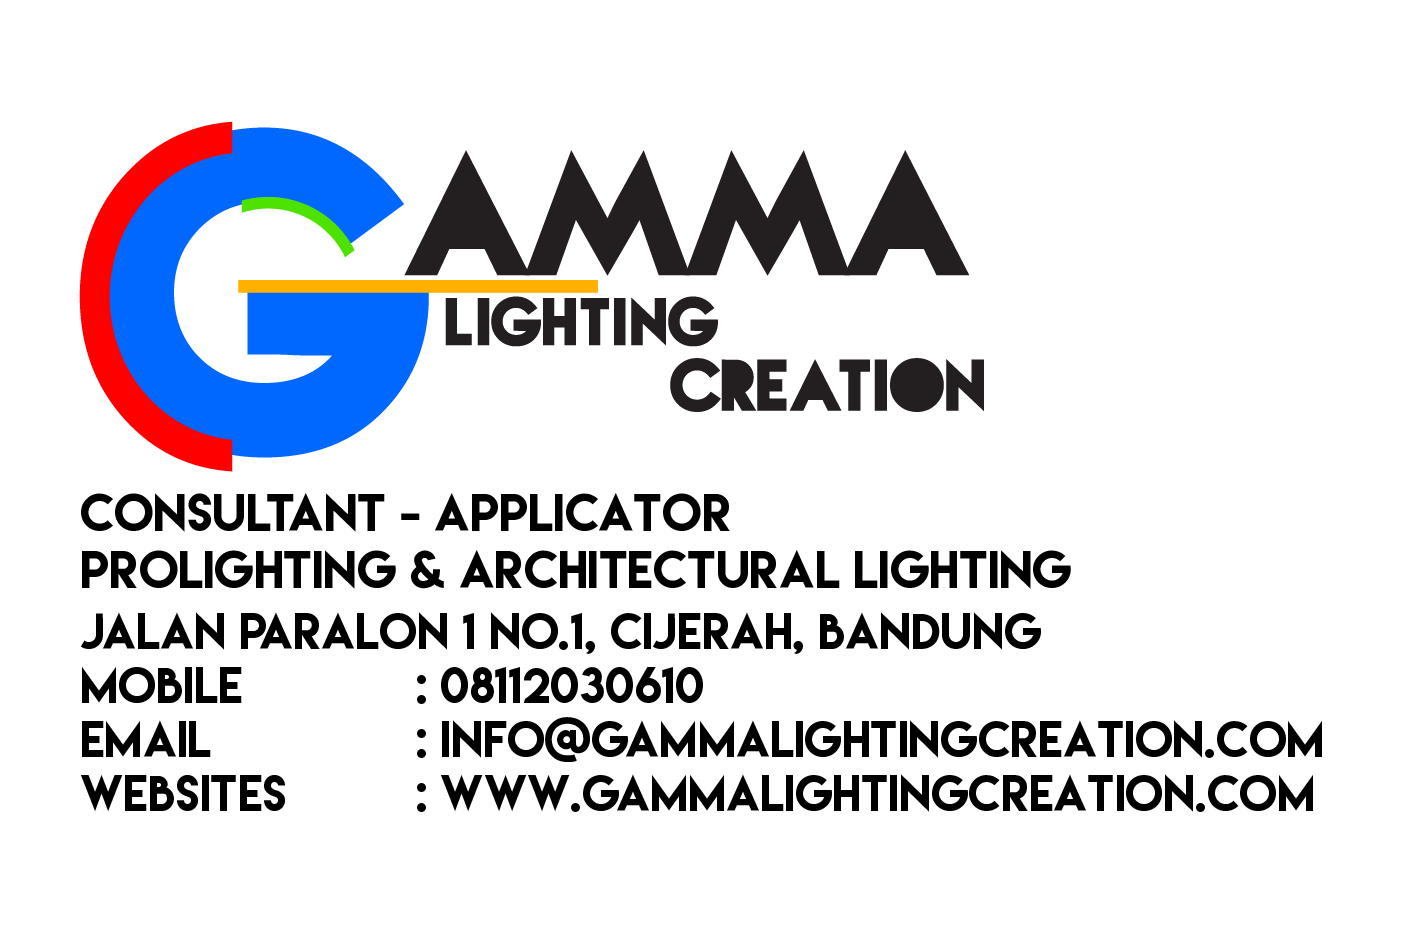 GAMMA
LIGHTING
CREATION
CONSULTANT - APPLICATOR
PROLIGHTING & ARCHITECTURAL LIGHTING
JALAN PARALON 1 NO.1, CIJERAH, BANDUNG
MOBILE : 08112030610
EMAIL : INFO@GAMMALIGHTINGCREATION.COM
WEBSITES : WWW.GAMMALIGHTINGCREATION.COM